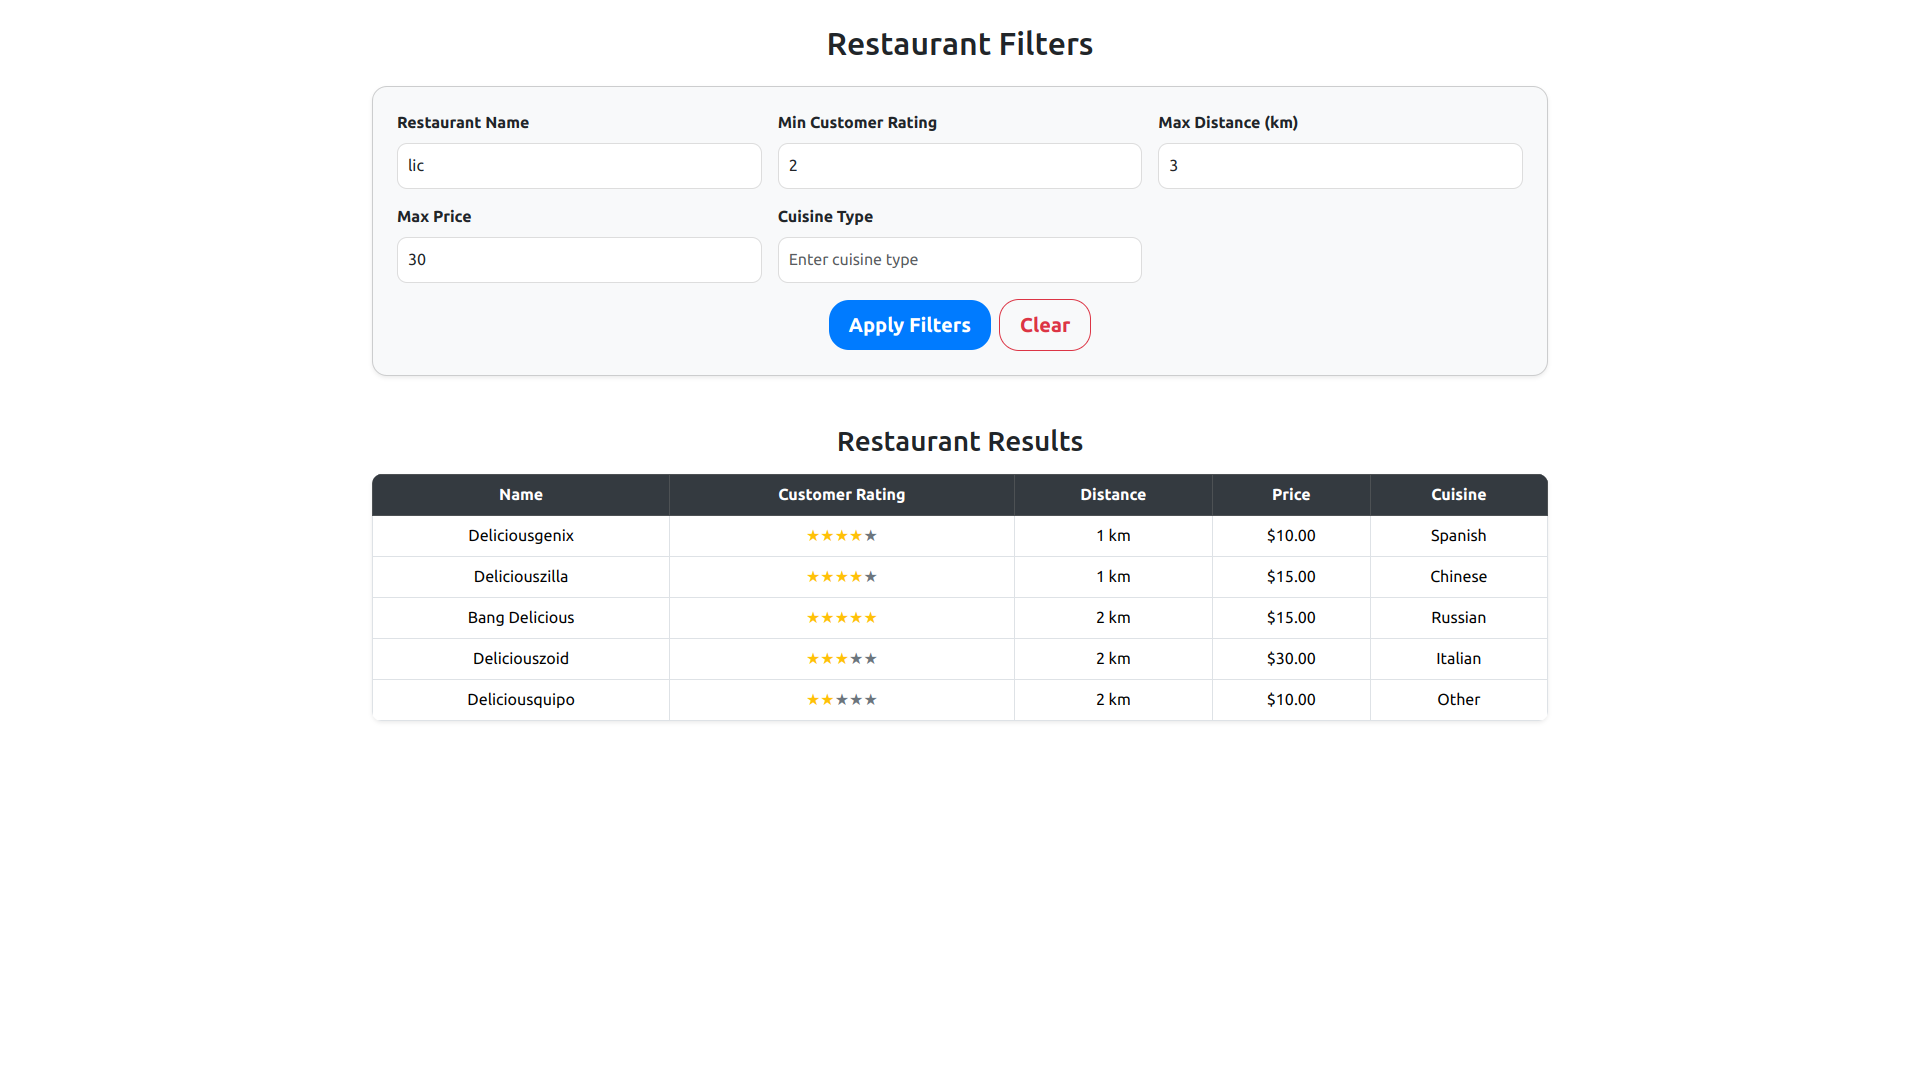 Restaurant Filters
Restaurant Name Min Customer Rating Max Distance (km)
lic 2 3
Max Price Cuisine Type
30 Enter cuisine type
Apply Filters Clear
Restaurant Results
Name Customer Rating Distance Price Cuisine
Deliciousgenix ★★★★★ 1 km $10.00 Spanish
Deliciouszilla ★★★★★ 1 km $15.00 Chinese
Bang Delicious ★★★★★ 2 km $15.00 Russian
Deliciouszoid ★★★★★ 2 km $30.00 Italian
Deliciousquipo ★★★★★ 2 km $10.00 Other